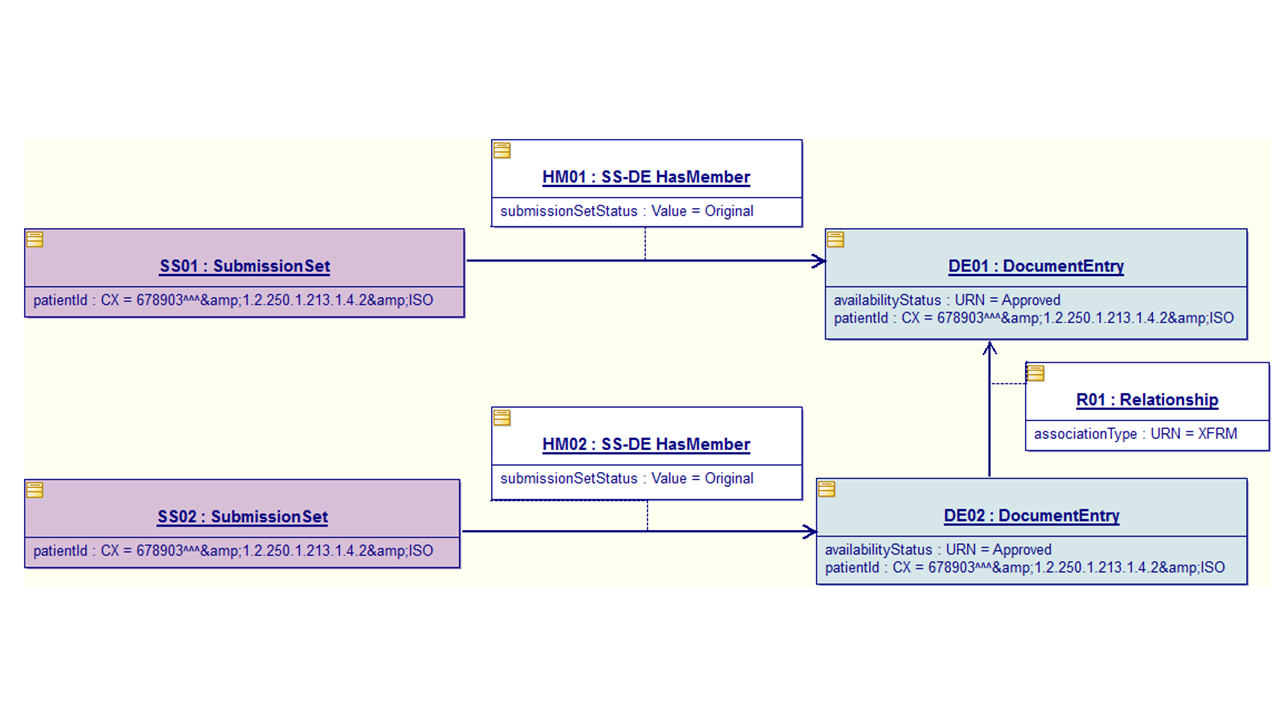 HM01 : SS-DE HasMember
submissionSetStatus : Value = Original
SS01 : SubmissionSet
patientId : CX = 678903^^^&amp;1.2.250.1.213.1.4.2&amp;ISO
DE01 : DocumentEntry
availabilityStatus : URN = Approved
patientId : CX = 678903^^^&amp;1.2.250.1.213.1.4.2&amp;ISO
R01 : Relationship
associationType : URN = XFRM
HM02 : SS-DE HasMember
submissionSetStatus : Value = Original
SS02 : SubmissionSet
patientId : CX = 678903^^^&amp;1.2.250.1.213.1.4.2&amp;ISO
DE02 : DocumentEntry
availabilityStatus : URN = Approved
patientId : CX = 678903^^^&amp;1.2.250.1.213.1.4.2&amp;ISO